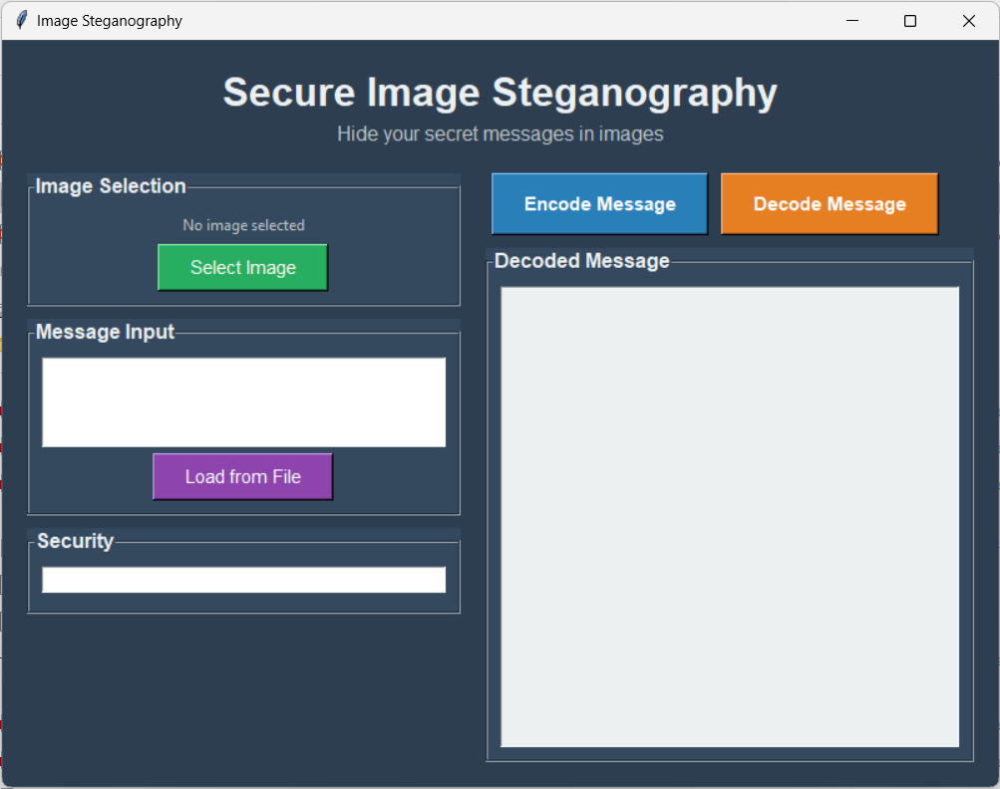 Image Steganography
Secure Image Steganography
Hide your secret messages in images
Image Selection
No image selected
Select Image
Message Input
Load from File
Security
Encode Message
Decode Message
Decoded Message